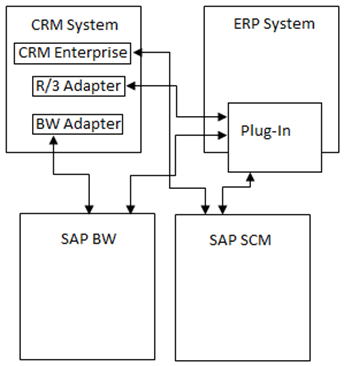 CRM System
CRM Enterprise
R/3 Adapter
BW Adapter
ERP System
Plug-In
SAP BW
SAP SCM